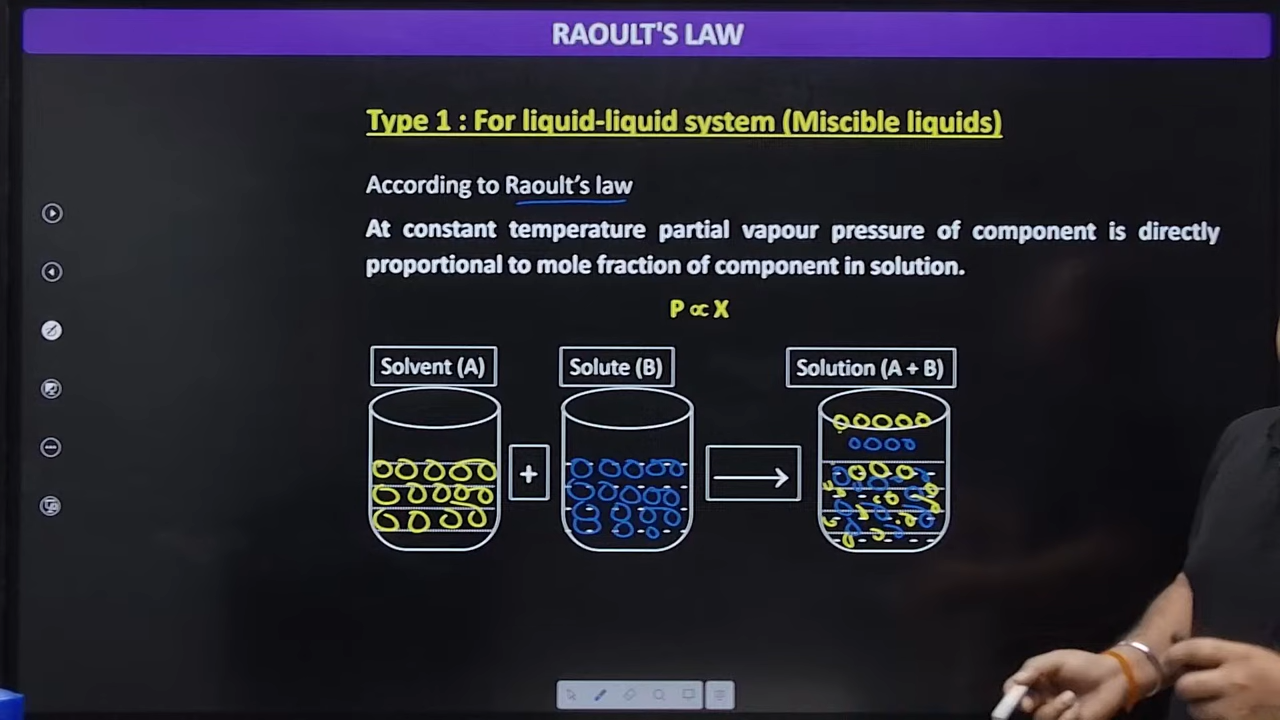 RAOULT'S LAW
Type 1 : For liquid-liquid system (Miscible liquids)
According to Raoult's law
At constant temperature partial vapour pressure of component is directly
proportional to mole fraction of component in solution.
P ∝ X
Solvent (A)
Solute (B)
Solution (A + B)
+